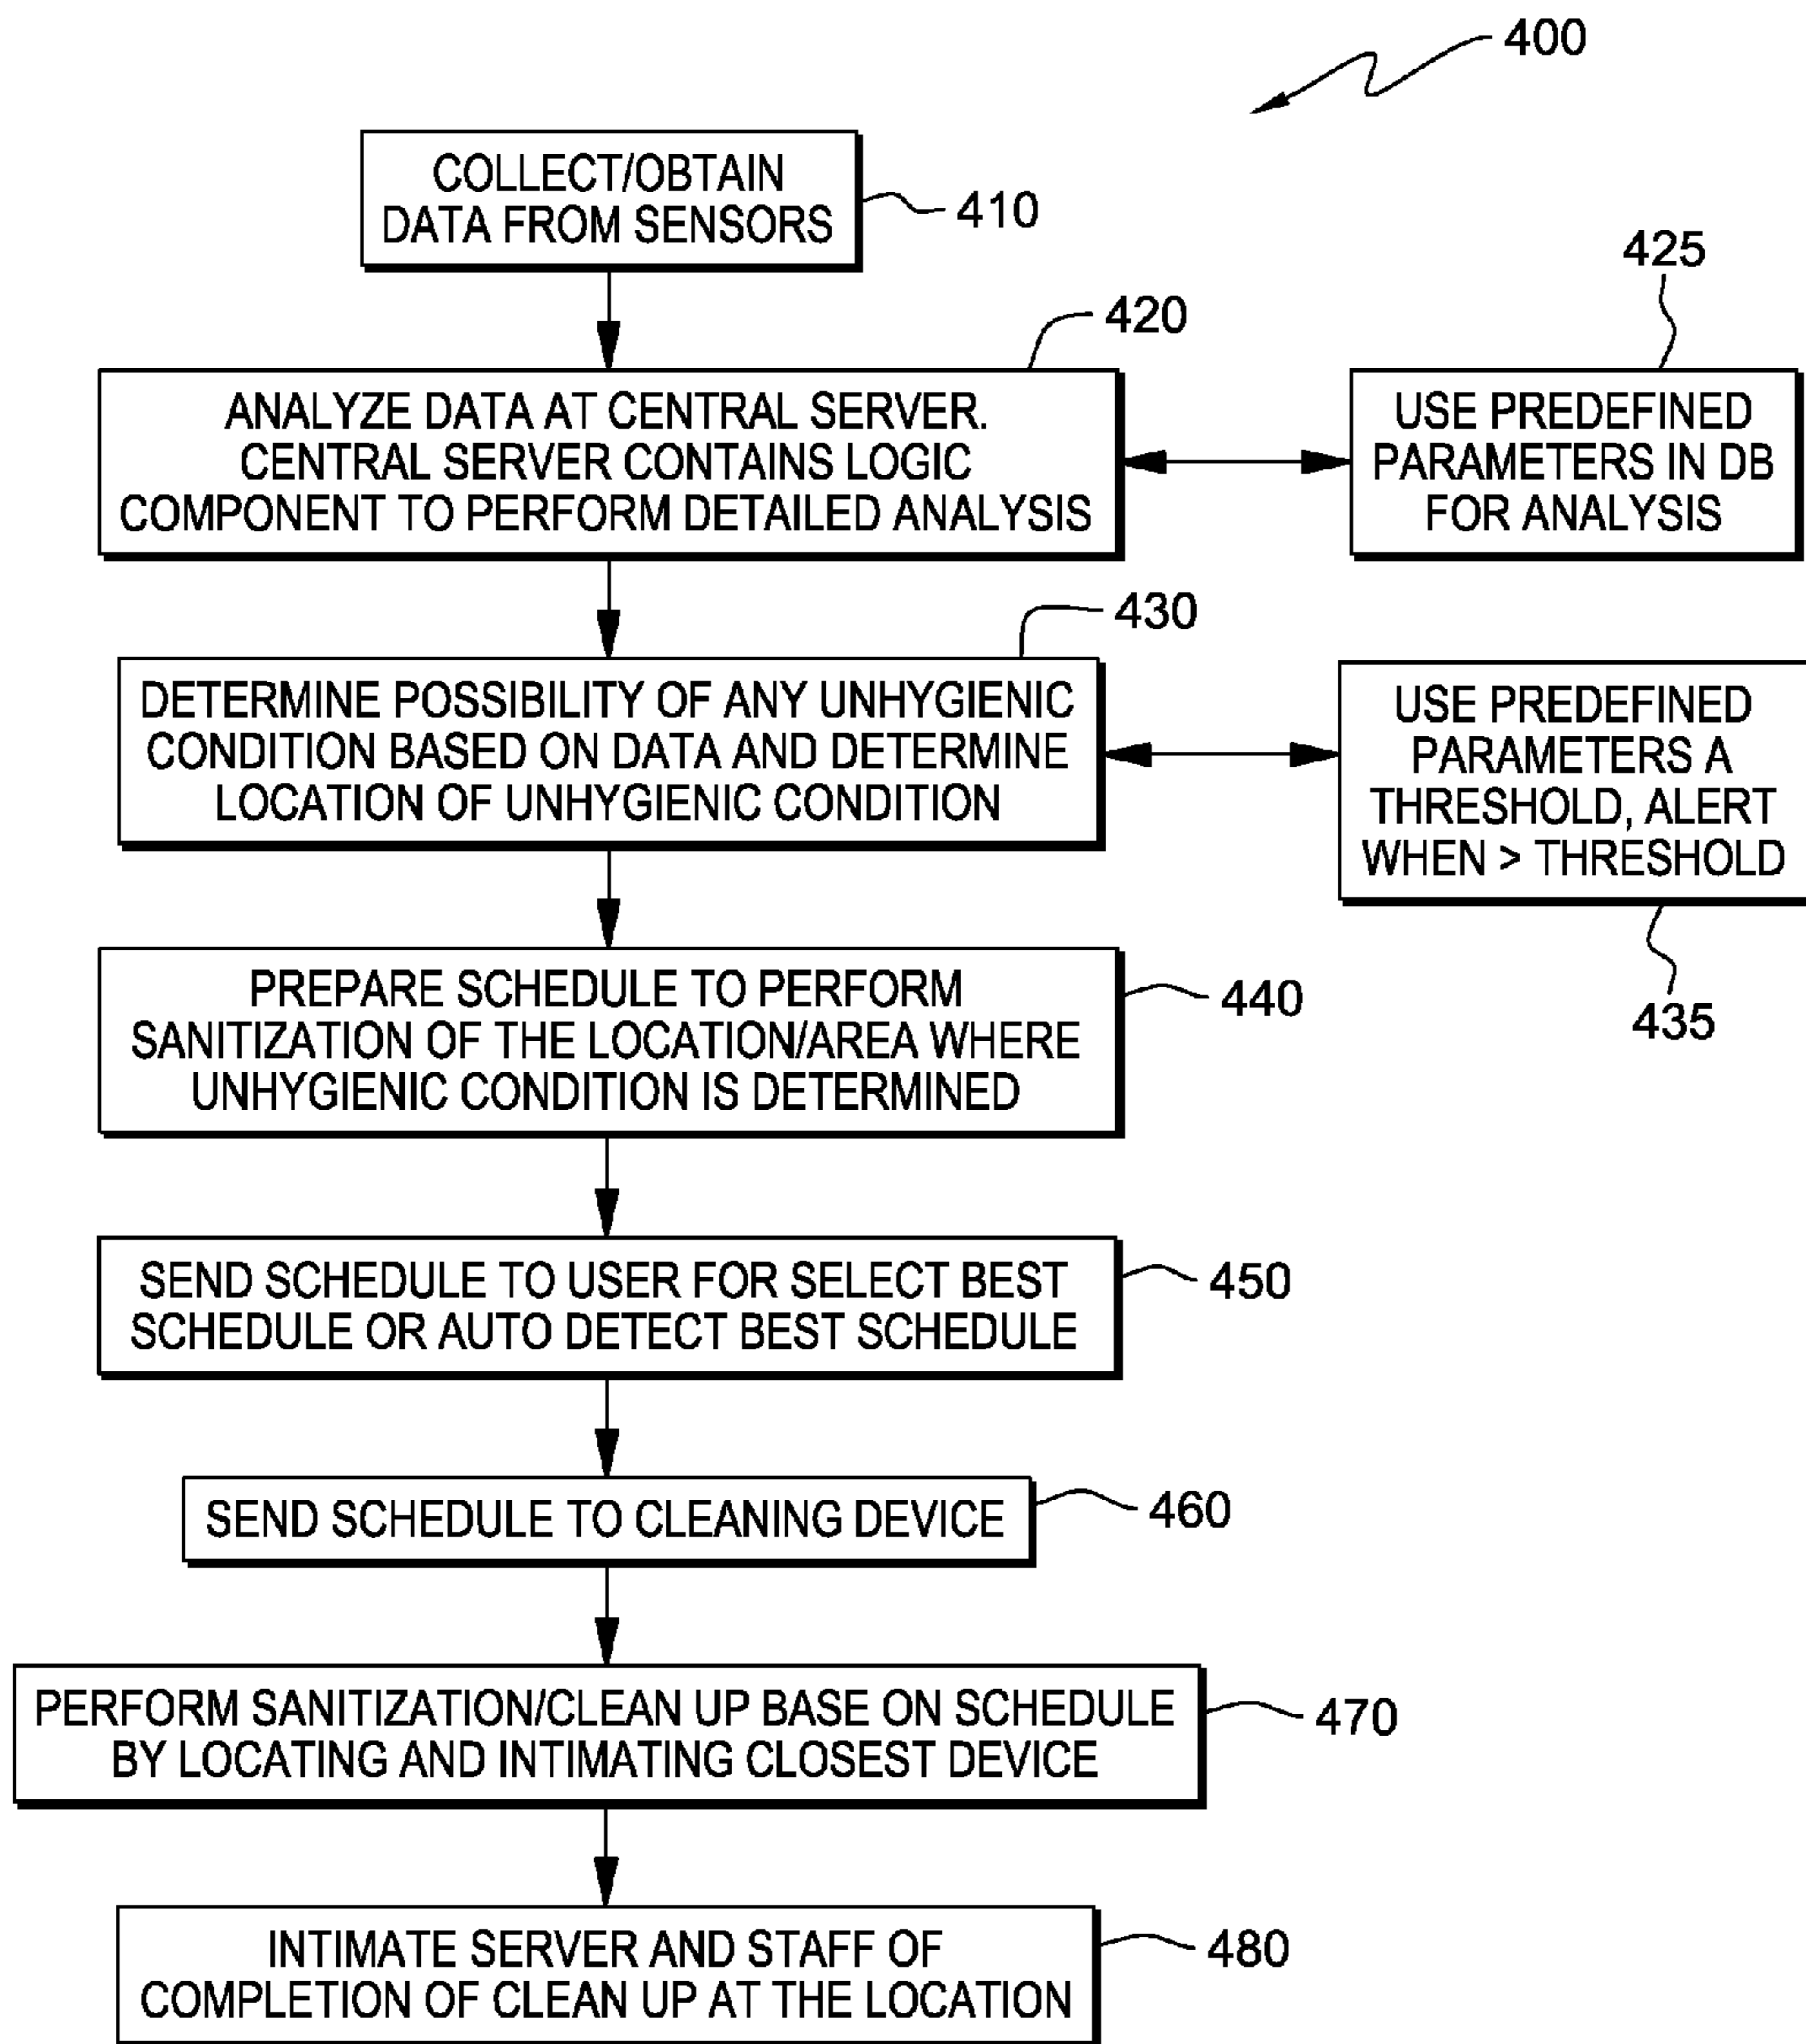 400
COLLECT/OBTAIN
DATA FROM SENSORS
410
420
ANALYZE DATA AT CENTRAL SERVER.
CENTRAL SERVER CONTAINS LOGIC
COMPONENT TO PERFORM DETAILED ANALYSIS
425
USE PREDEFINED
PARAMETERS IN DB
FOR ANALYSIS
430
DETERMINE POSSIBILITY OF ANY UNHYGIENIC
CONDITION BASED ON DATA AND DETERMINE
LOCATION OF UNHYGIENIC CONDITION
USE PREDEFINED
PARAMETERS A
THRESHOLD, ALERT
WHEN > THRESHOLD
435
PREPARE SCHEDULE TO PERFORM
SANITIZATION OF THE LOCATION/AREA WHERE
UNHYGIENIC CONDITION IS DETERMINED
440
SEND SCHEDULE TO USER FOR SELECT BEST
SCHEDULE OR AUTO DETECT BEST SCHEDULE
450
SEND SCHEDULE TO CLEANING DEVICE
460
PERFORM SANITIZATION/CLEAN UP BASE ON SCHEDULE
BY LOCATING AND INTIMATING CLOSEST DEVICE
470
INTIMATE SERVER AND STAFF OF
COMPLETION OF CLEAN UP AT THE LOCATION
480